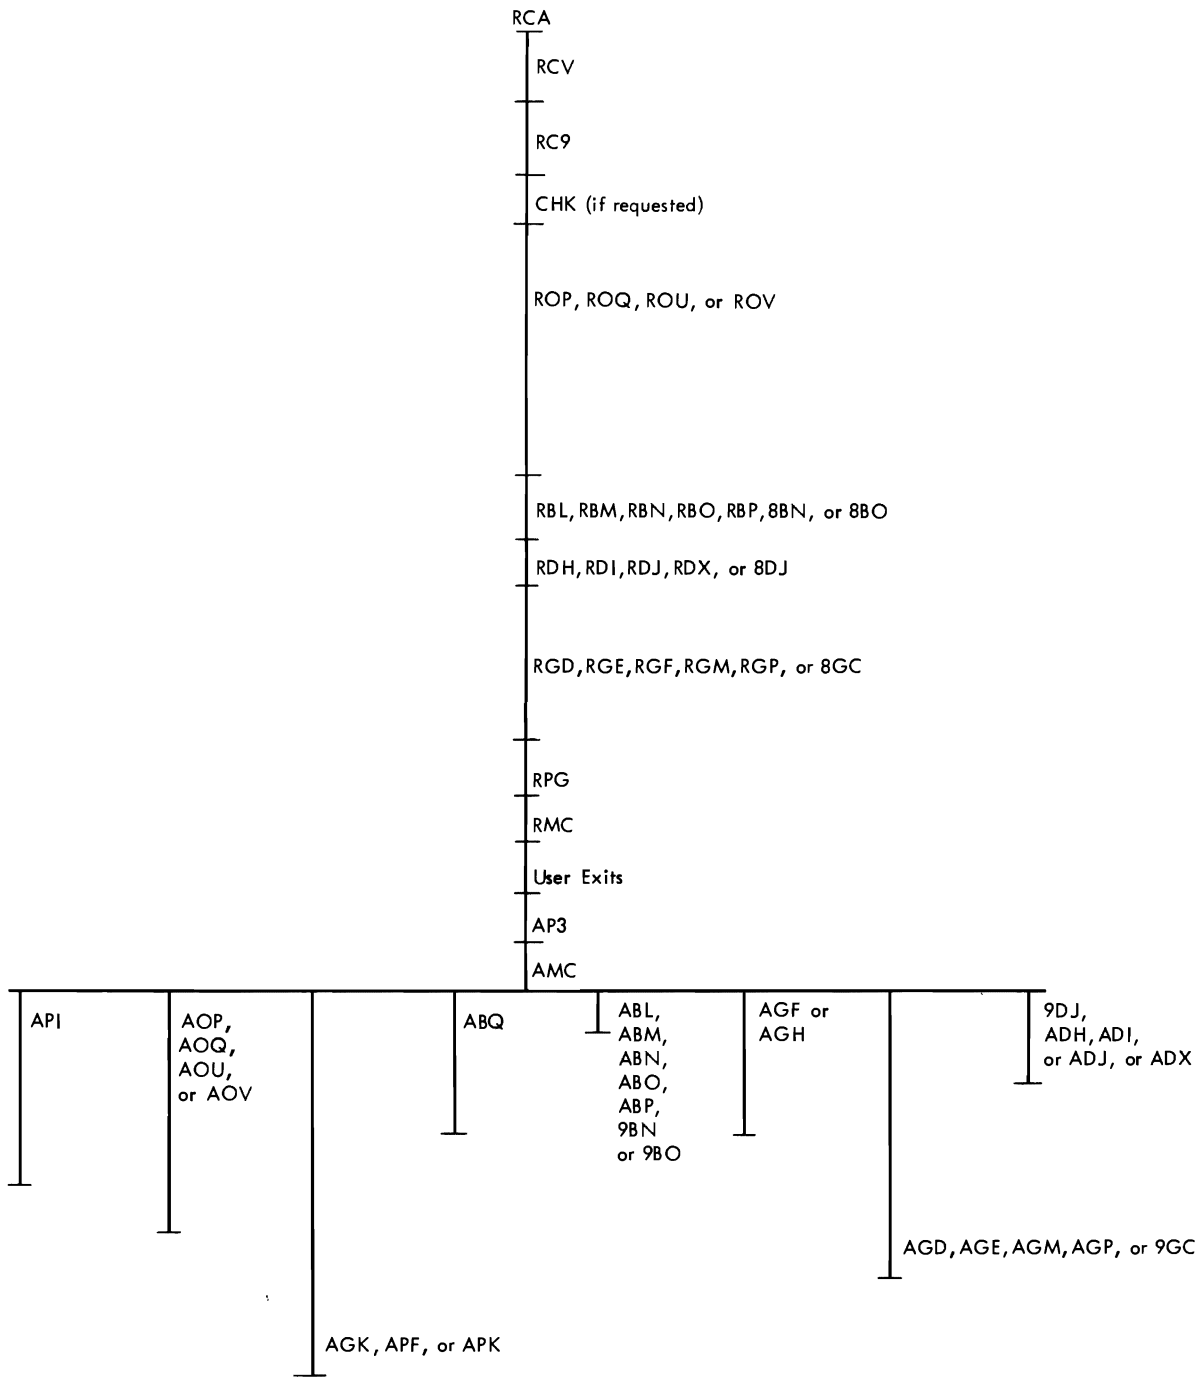 RCA
RCV
RC9
CHK (if requested)
ROP, ROQ, ROU, or ROV
RBL, RBM, RBN, RBO, RBP, 8BN, or 8BO
RDH, RDI, RDJ, RDX, or 8DJ
RGD, RGE, RGF, RGM, RGP, or 8GC
RPG
RMC
User Exits
AP3
AMC
API
AOP,
AOQ,
AOU,
or AOV
AGK, APF, or APK
ABQ
ABL,
ABM,
ABN,
ABO,
ABP,
9BN
or 9BO
AGF or
AGH
AGD, AGE, AGM, AGP, or 9GC
9DJ,
ADH, ADI,
or ADJ, or ADX